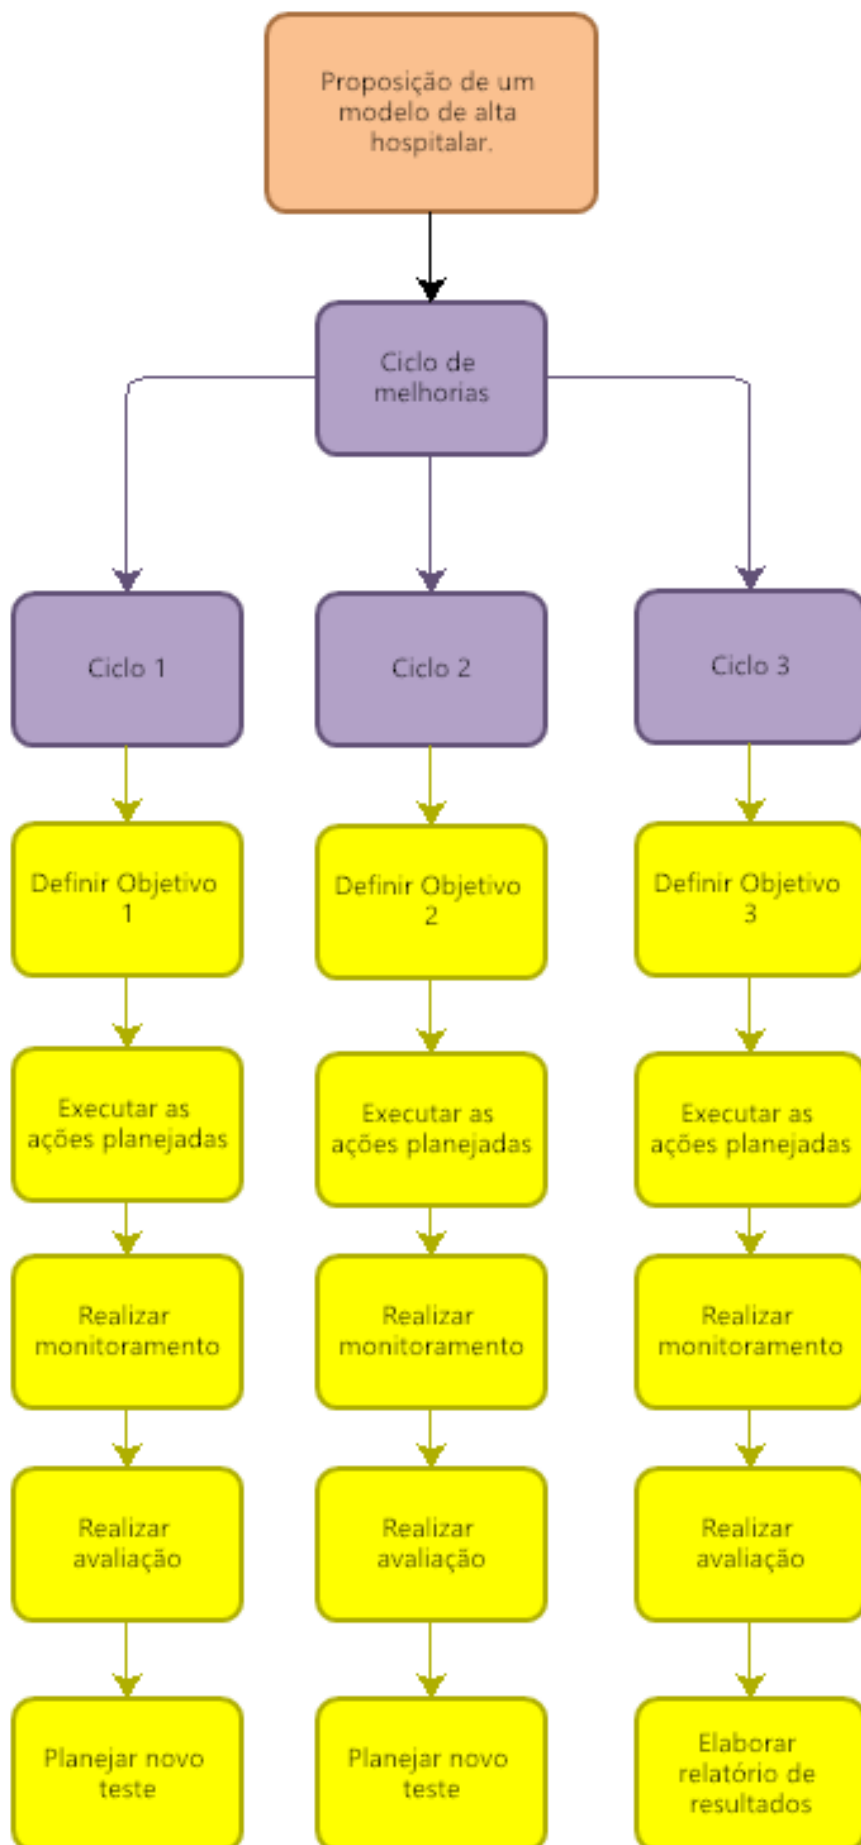 Proposição de um
modelo de alta
hospitalar.
Ciclo de
melhorias
Ciclo 1
Ciclo 2
Ciclo 3
Definir Objetivo
1
Definir Objetivo
2
Definir Objetivo
3
Executar as
ações planejadas
Executar as
ações planejadas
Executar as
ações planejadas
Realizar
monitoramento
Realizar
monitoramento
Realizar
monitoramento
Realizar
avaliação
Realizar
avaliação
Realizar
avaliação
Planejar novo
teste
Planejar novo
teste
Elaborar
relatório de
resultados